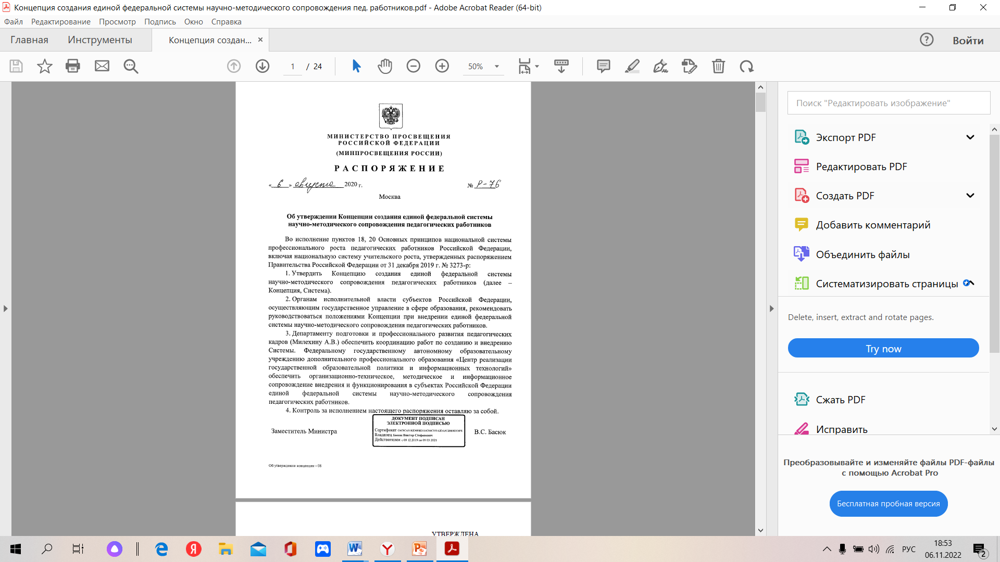 Концепция создания единой федеральной системы научно-методического сопровождения пед. работников.pdf - Adobe Acrobat Reader (64-bit)
Файл Редактирование Просмотр Подпись Окно Справка
Главная Инструменты Концепция создан... × Войти
1 / 24 50%
МИНИСТЕРСТВО ПРОСВЕЩЕНИЯ
РОССИЙСКОЙ ФЕДЕРАЦИИ
(МИНПРОСВЕЩЕНИЯ РОССИИ)
РАСПОРЯЖЕНИЕ
«6» августа 2020 г. № Р-76
Москва
Об утверждении Концепции создания единой федеральной системы
научно-методического сопровождения педагогических работников
Во исполнение пунктов 18, 20 Основных принципов национальной системы
профессионального роста педагогических работников Российской Федерации,
включая национальную систему учительского роста, утвержденных распоряжением
Правительства Российской Федерации от 31 декабря 2019 г. № 3273-р:
1. Утвердить Концепцию создания единой федеральной системы
научно-методического сопровождения педагогических работников (далее –
Концепция, Система).
2. Органам исполнительной власти субъектов Российской Федерации,
осуществляющим государственное управление в сфере образования, рекомендовать
руководствоваться положениями Концепции при внедрении единой федеральной
системы научно-методического сопровождения педагогических работников.
3. Департаменту подготовки и профессионального развития педагогических
кадров (Милехину А.В.) обеспечить координацию работ по созданию и внедрению
Системы. Федеральному государственному автономному образовательному
учреждению дополнительного профессионального образования «Центр реализации
государственной образовательной политики и информационных технологий»
обеспечить организационно-техническое, методическое и информационное
сопровождение внедрения и функционирования в субъектах Российской Федерации
единой федеральной системы научно-методического сопровождения
педагогических работников.
4. Контроль за исполнением настоящего распоряжения оставляю за собой.
ДОКУМЕНТ ПОДПИСАН
ЭЛЕКТРОННОЙ ПОДПИСЬЮ
Сертификат
Владелец Басюк Виктор Стефанович
Действителен с 09 12.2019 по 09 03 2021
Заместитель Министра В.С. Басюк
Об утверждении концепции - 08
УТВЕРЖДЕНА
Поиск "Редактировать изображение"
Экспорт PDF
Редактировать PDF
Создать PDF
Добавить комментарий
Объединить файлы
Систематизировать страницы
Delete, insert, extract and rotate pages.
Try now
Сжать PDF
Исправить
Преобразовывайте и изменяйте файлы PDF-файлы
с помощью Acrobat Pro
Бесплатная пробная версия
РУС
18:53
06.11.2022
2